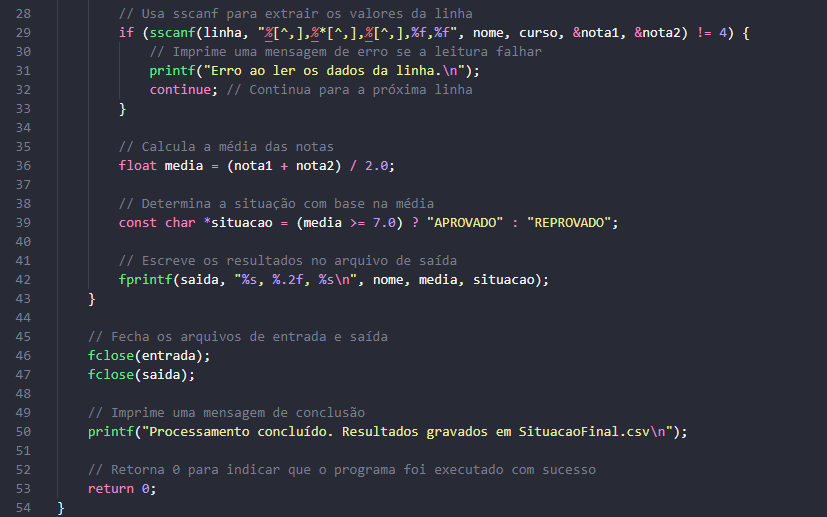 28 // Usa sscanf para extrair os valores da linha
29 if (sscanf(linha, "%[^,],%*[^,],%[^,],%f,%f", nome, curso, &nota1, &nota2) != 4) {
30 // Imprime uma mensagem de erro se a leitura falhar
31 printf("Erro ao ler os dados da linha.\n");
32 continue; // Continua para a próxima linha
33 }
34
35 // Calcula a média das notas
36 float media = (nota1 + nota2) / 2.0;
37
38 // Determina a situação com base na média
39 const char *situacao = (media >= 7.0) ? "APROVADO" : "REPROVADO";
40
41 // Escreve os resultados no arquivo de saída
42 fprintf(saida, "%s, %.2f, %s\n", nome, media, situacao);
43 }
44
45 // Fecha os arquivos de entrada e saída
46 fclose(entrada);
47 fclose(saida);
48
49 // Imprime uma mensagem de conclusão
50 printf("Processamento concluído. Resultados gravados em SituacaoFinal.csv\n");
51
52 // Retorna 0 para indicar que o programa foi executado com sucesso
53 return 0;
54 }